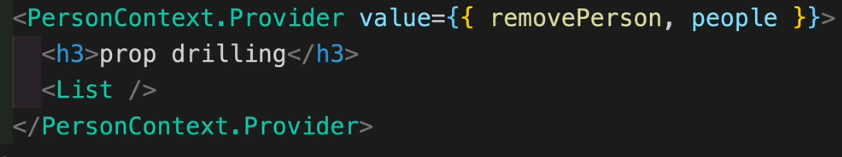 <PersonContext.Provider value={{ removePerson, people }}>
<h3>prop drilling</h3>
<List />
</PersonContext.Provider>